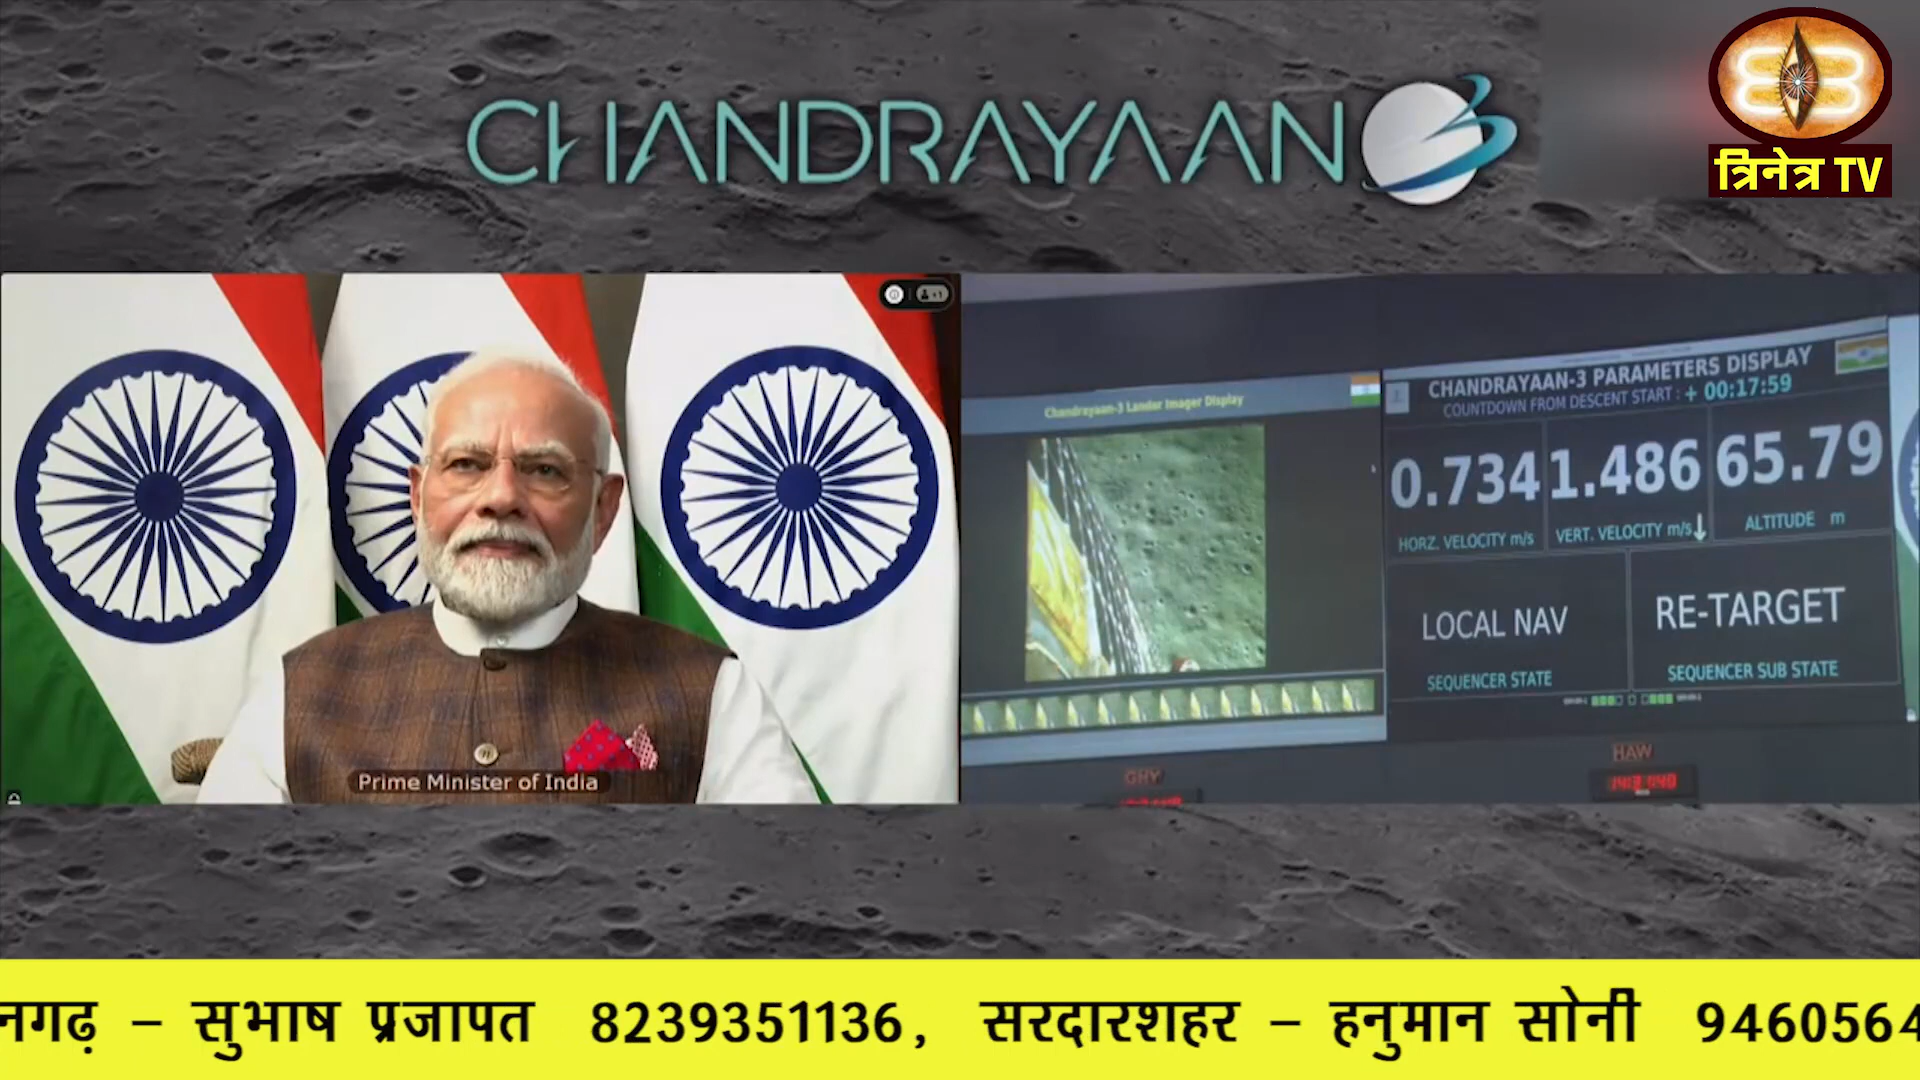 CHANDRAYAAN 3
त्रिनेत्र TV
Prime Minister of India
Chandrayaan-3 Lander Imager Display
CHANDRAYAAN-3 PARAMETERS DISPLAY
COUNTDOWN FROM DESCENT START : + 00:17:59
0.734 1.486 65.79
HORZ. VELOCITY m/s VERT. VELOCITY m/s ALTITUDE m
LOCAL NAV RE-TARGET
SEQUENCER STATE SEQUENCER SUB STATE
GHY HAW
नगढ़ – सुभाष प्रजापत 8239351136, सरदारशहर – हनुमान सोनी 9460564